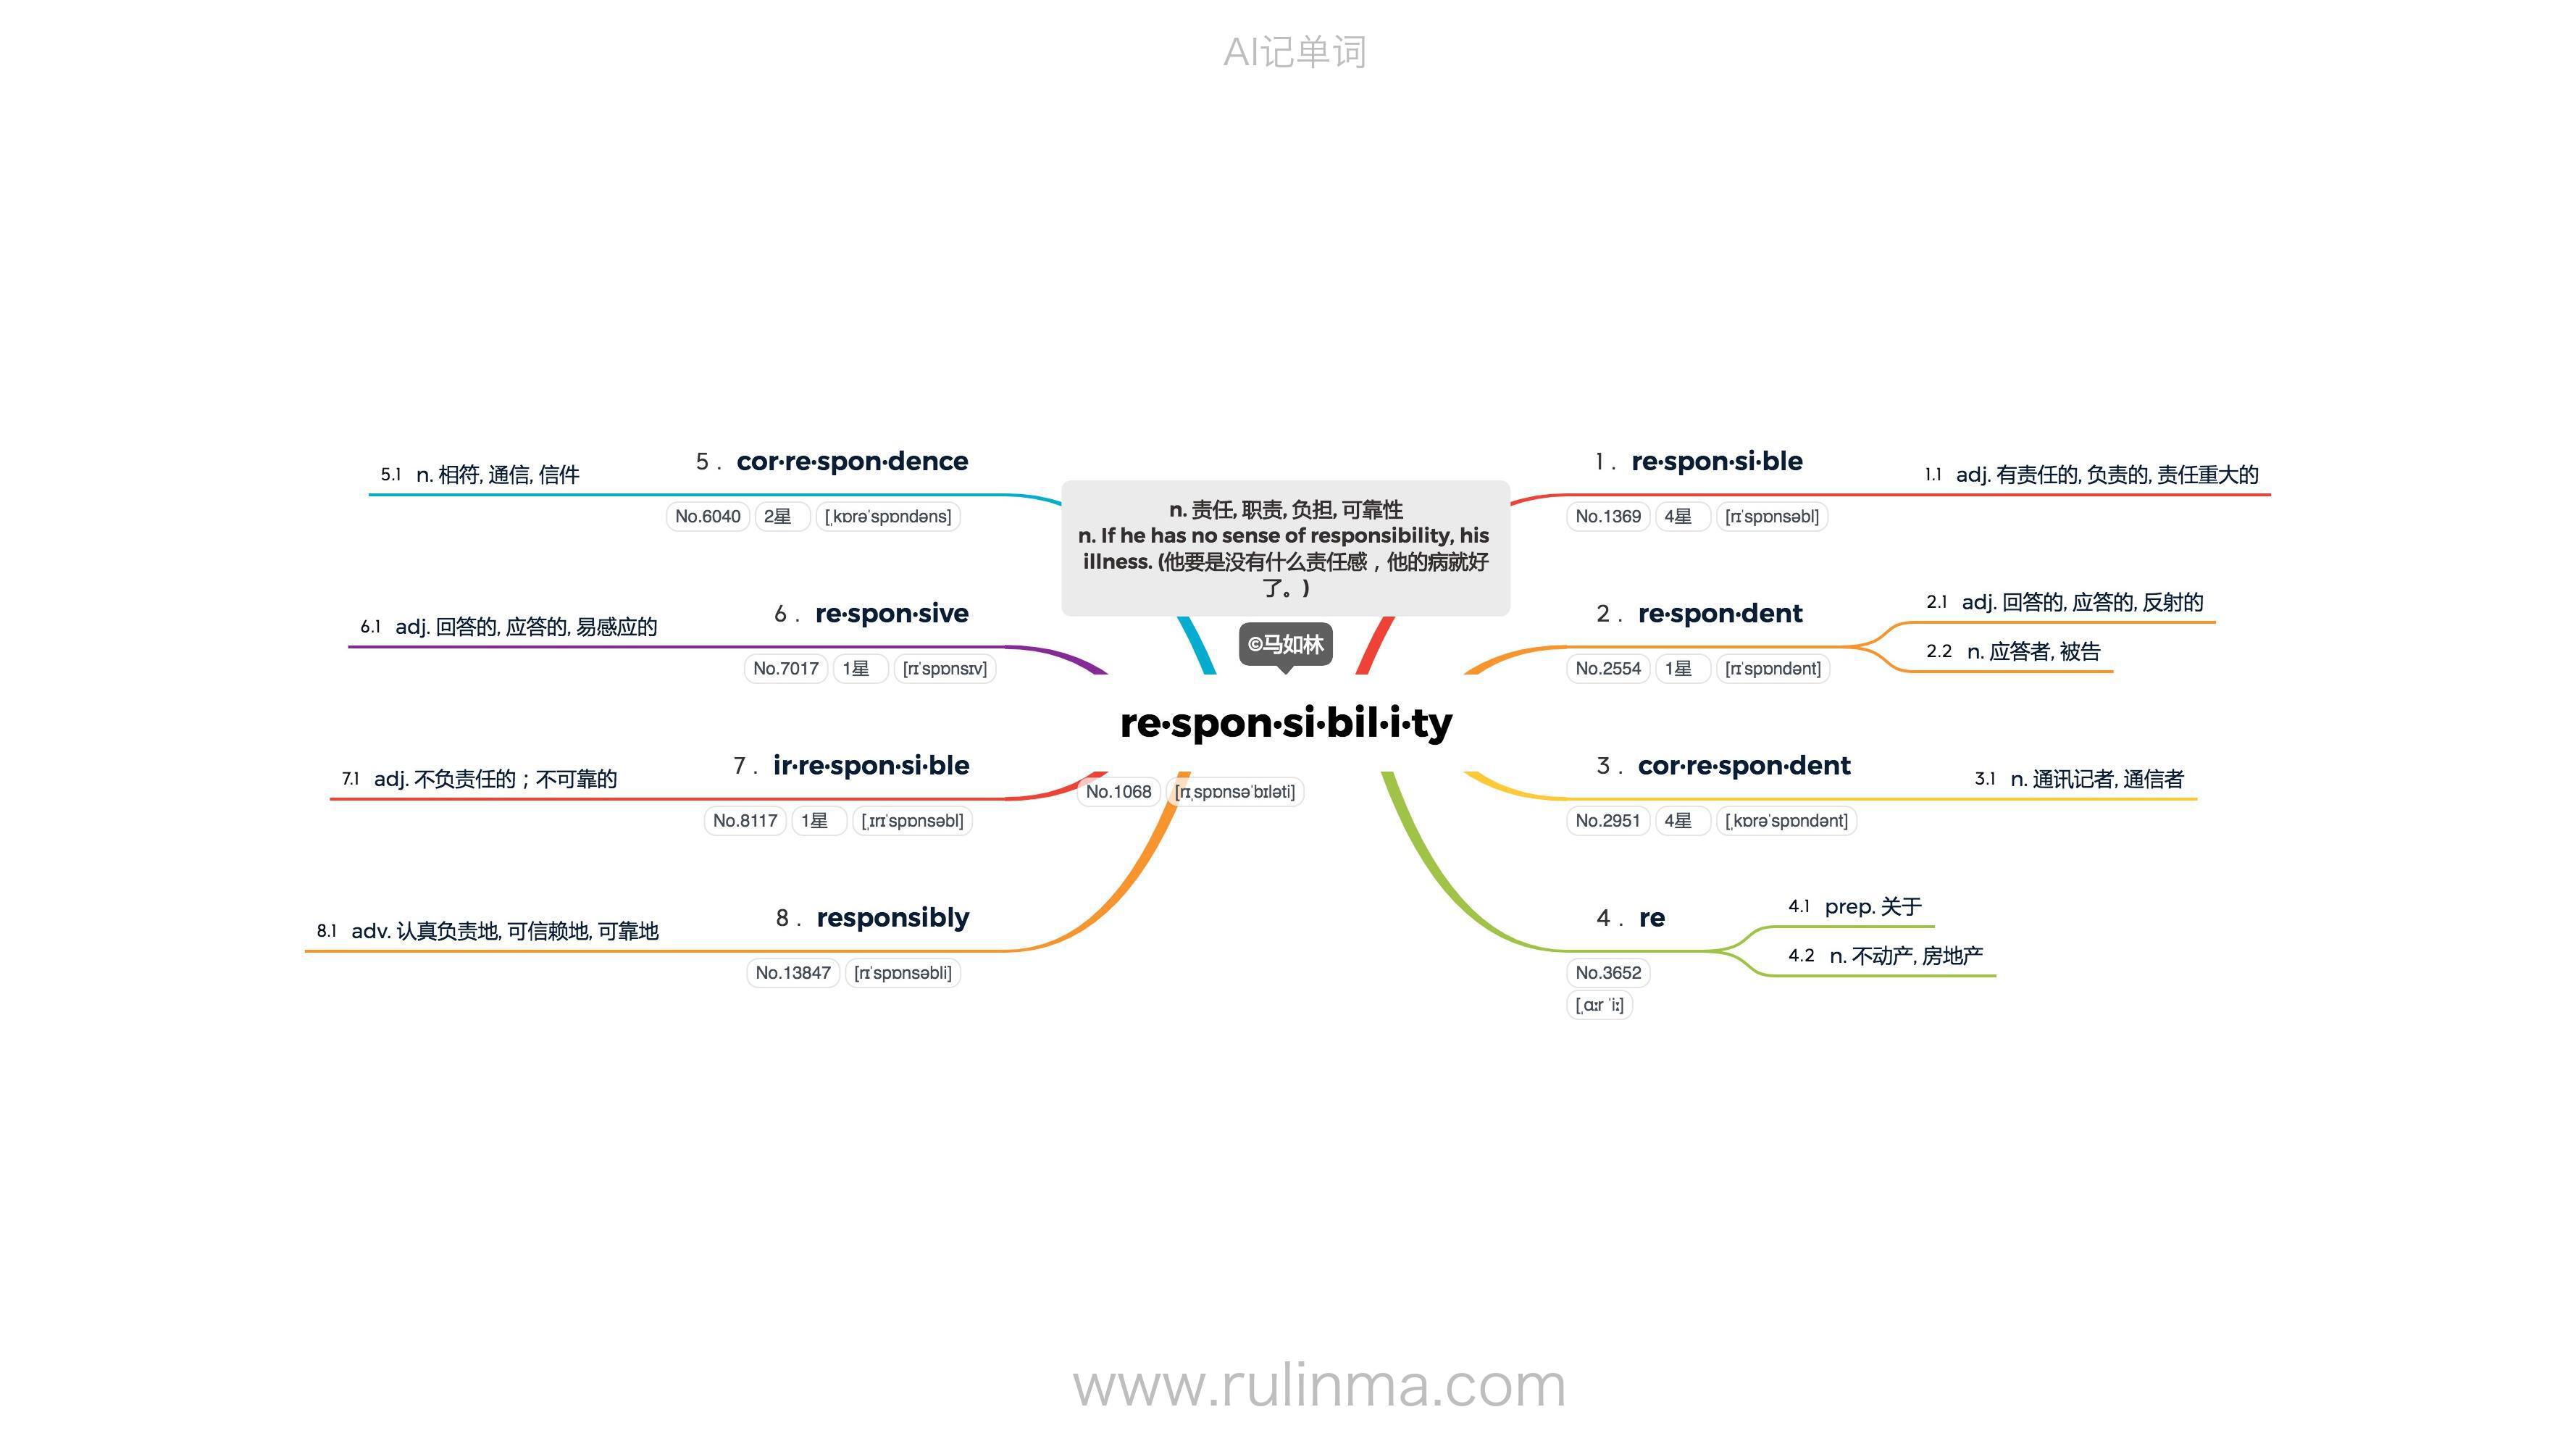 AI记单词
n. 责任, 职责, 负担, 可靠性
n. If he has no sense of responsibility, his
illness. (他要是没有什么责任感，他的病就好
了。)
©马如林
re·spon·si·bil·i·ty
No.1068 [rɪˌspɒnsəˈbɪləti]
1. re·spon·si·ble
No.1369 4星 [rɪˈspɒnsəbl]
1.1 adj. 有责任的, 负责的, 责任重大的
2. re·spon·dent
No.2554 1星 [rɪˈspɒndənt]
2.1 adj. 回答的, 应答的, 反射的
2.2 n. 应答者, 被告
3. cor·re·spon·dent
No.2951 4星 [ˌkɒrəˈspɒndənt]
3.1 n. 通讯记者, 通信者
4. re
No.3652
[ˌɑːr ˈiː]
4.1 prep. 关于
4.2 n. 不动产, 房地产
5. cor·re·spon·dence
No.6040 2星 [ˌkɒrəˈspɒndəns]
5.1 n. 相符, 通信, 信件
6. re·spon·sive
No.7017 1星 [rɪˈspɒnsɪv]
6.1 adj. 回答的, 应答的, 易感应的
7. ir·re·spon·si·ble
No.8117 1星 [ˌɪrɪˈspɒnsəbl]
7.1 adj. 不负责任的；不可靠的
8. responsibly
No.13847 [rɪˈspɒnsəbli]
8.1 adv. 认真负责地, 可信赖地, 可靠地
www.rulinma.com